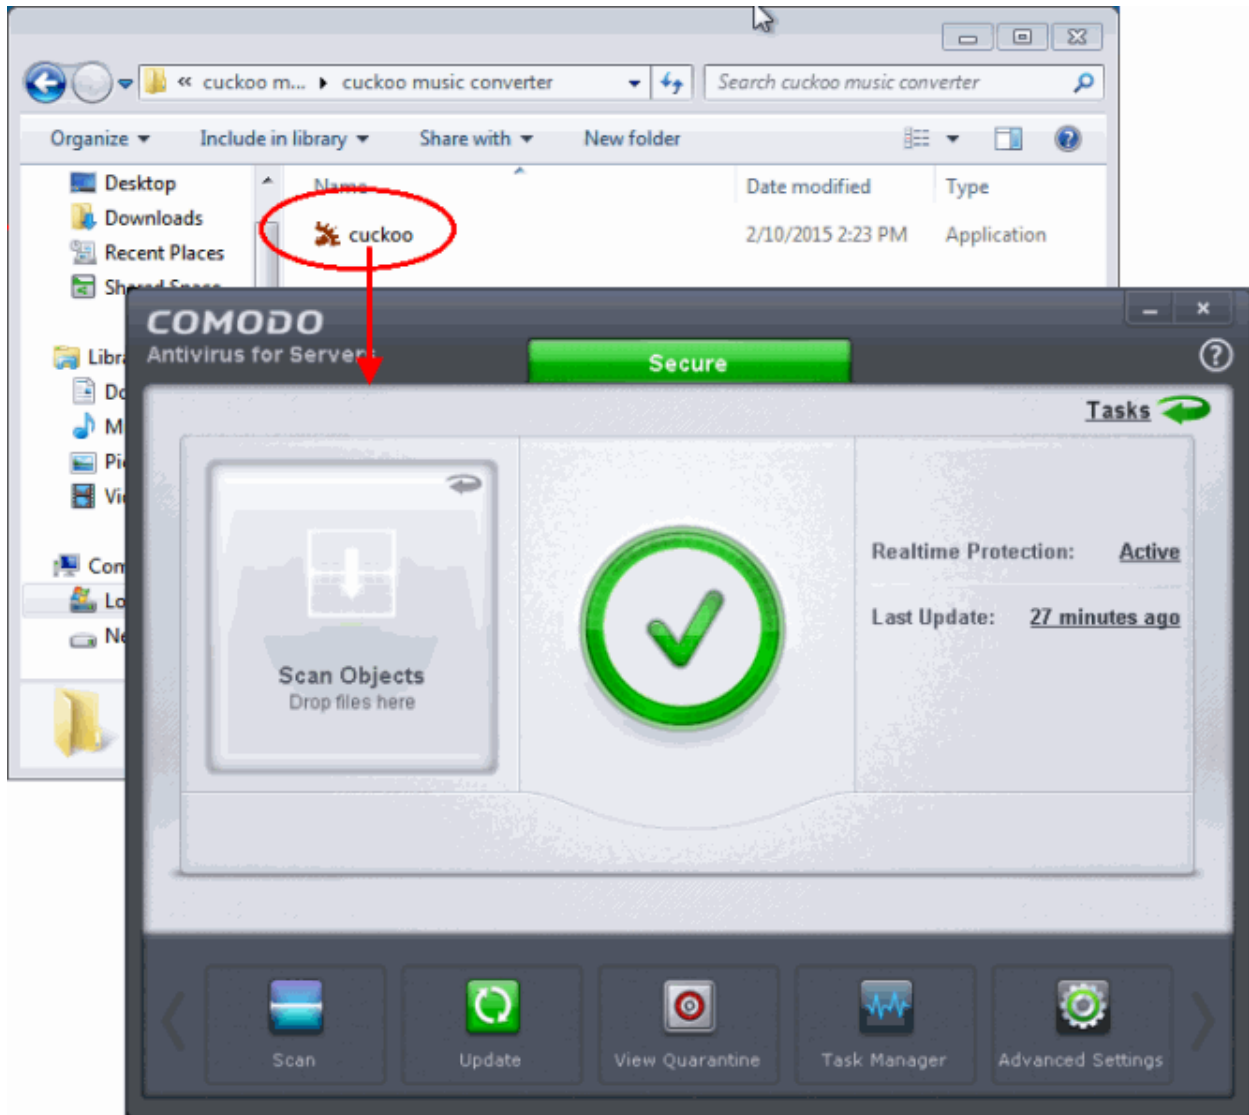 « cuckoo m... ▸ cuckoo music converter
Search cuckoo music converter
Organize Include in library Share with New folder
Desktop
Downloads
Recent Places
Name Date modified Type
cuckoo 2/10/2015 2:23 PM Application
COMODO
Antivirus for Servers
Secure
Tasks
Scan Objects
Drop files here
Realtime Protection: Active
Last Update: 27 minutes ago
Scan Update View Quarantine Task Manager Advanced Settings